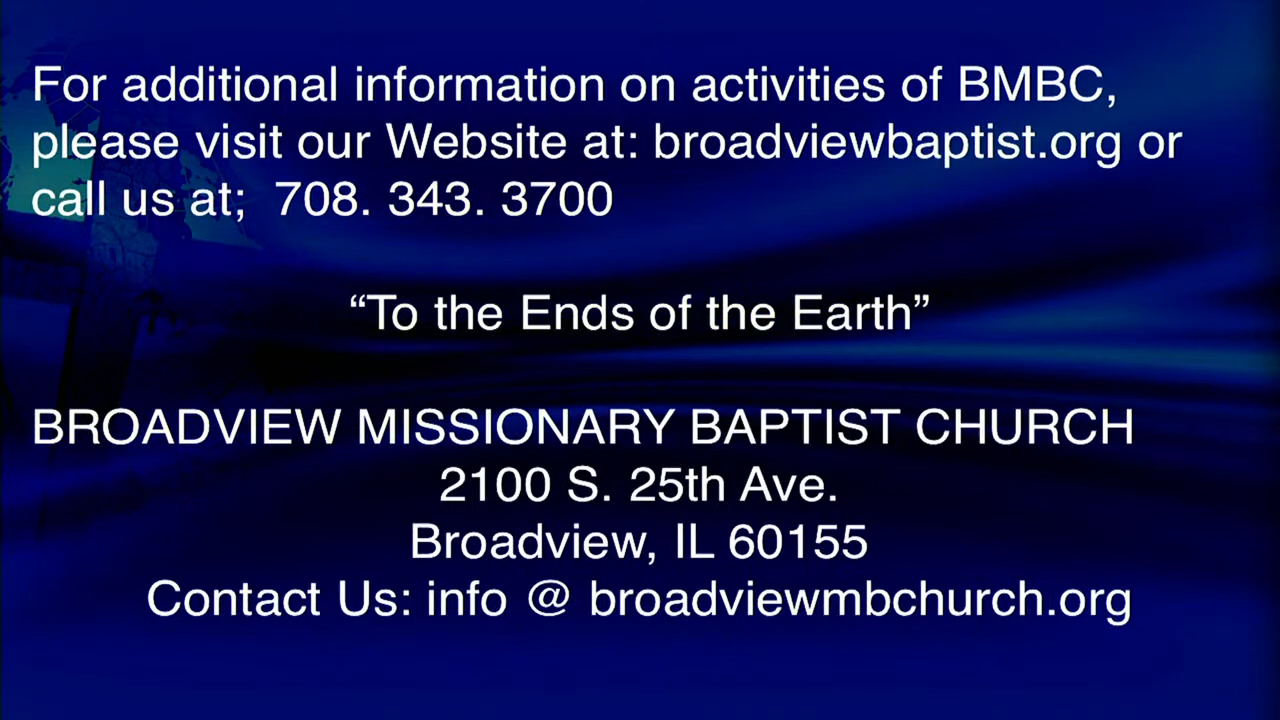 For additional information on activities of BMBC,
please visit our Website at: broadviewbaptist.org or
call us at;  708. 343. 3700
“To the Ends of the Earth”
BROADVIEW MISSIONARY BAPTIST CHURCH
2100 S. 25th Ave.
Broadview, IL 60155
Contact Us: info @ broadviewmbchurch.org